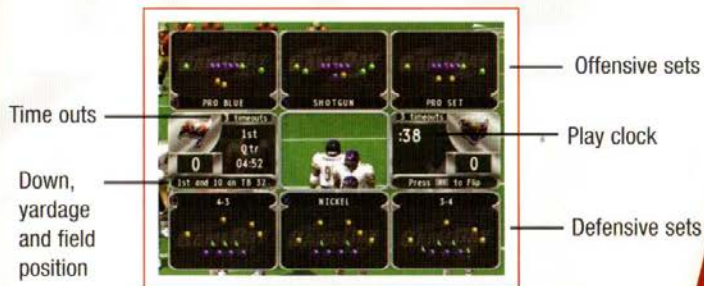 PRO BLUE
SHOTGUN
PRO SET
Offensive sets
Time outs
3 timeouts
3 timeouts
1st
Qtr
04:52
:38
Play clock
0
0
1st and 10 on TB 32
to Flip
Press
Down,
yardage
and field
position
4-3
NICKEL
3-4
Defensive sets